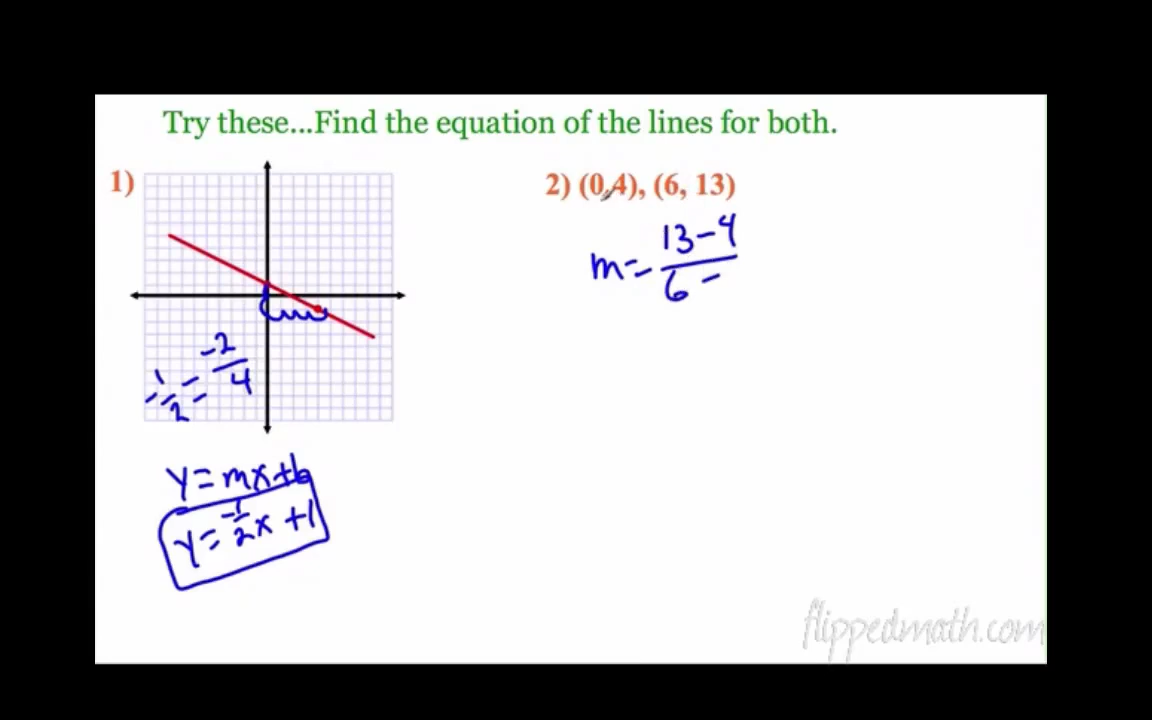 Try these...Find the equation of the lines for both.
1)
-1/2 = -2/4
y = mx + b
y = -1/2 x + 1
2) (0,4), (6, 13)
m = 13 - 4
6 -
flippedmath.com